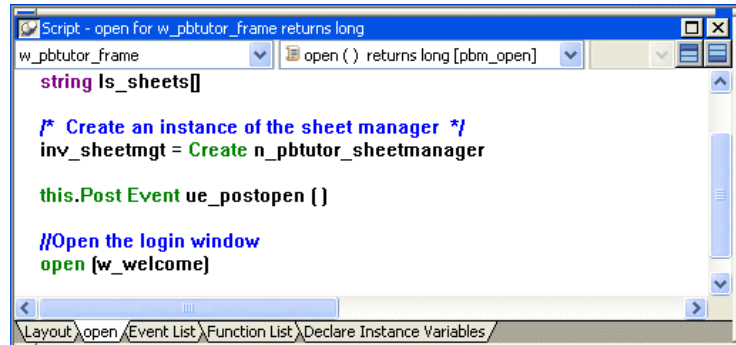 Script - open for w_pbtutor_frame returns long
w_pbtutor_frame
open ( ) returns long [pbm_open]
string ls_sheets[]
/* Create an instance of the sheet manager */
inv_sheetmgt = Create n_pbtutor_sheetmanager
this.Post Event ue_postopen ( )
//Open the login window
open (w_welcome)
Layout open Event List Function List Declare Instance Variables